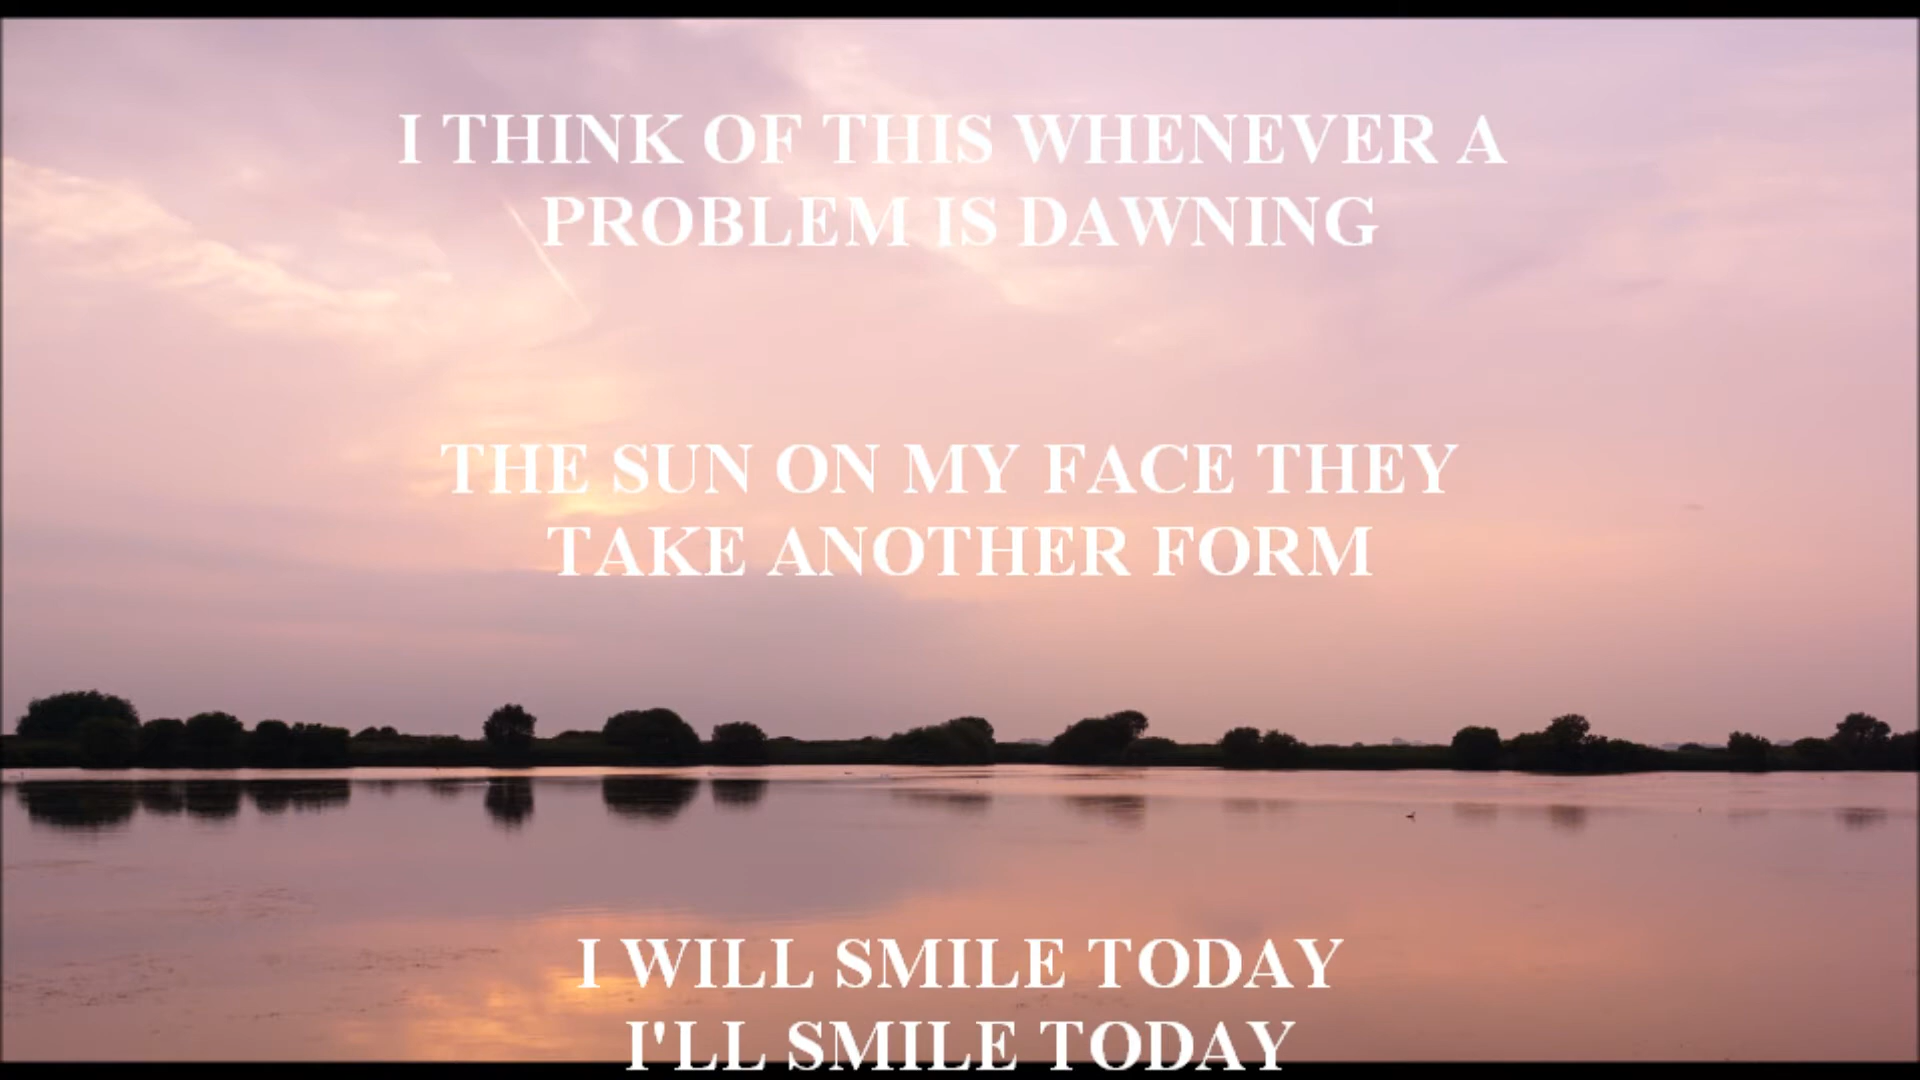 I THINK OF THIS WHENEVER A
PROBLEM IS DAWNING
THE SUN ON MY FACE THEY
TAKE ANOTHER FORM
I WILL SMILE TODAY
I'LL SMILE TODAY